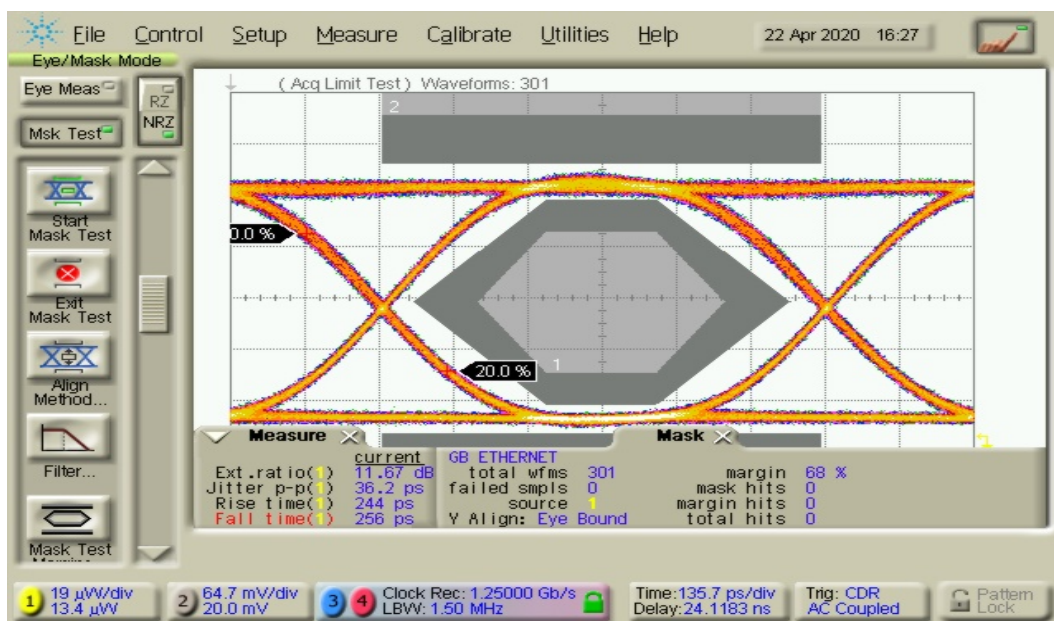 File Control Setup Measure Calibrate Utilities Help 22 Apr 2020 16:27
Eye/Mask Mode
Eye Meas
RZ
NRZ
Msk Test
Start
Mask Test
Exit
Mask Test
Align
Method...
Filter...
Mask Test
( Acq Limit Test ) Waveforms: 301
2
0.0 %
20.0 %
1
Measure
Mask
current
Ext.ratio(1) 11.67 dB
Jitter p-p(1) 36.2 ps
Rise time(1) 244 ps
Fall time(1) 256 ps
GB ETHERNET
total wfms 301
failed smpls 0
source 1
Y Align: Eye Bound
margin 68 %
mask hits 0
margin hits 0
total hits 0
1 19 µW/div
13.4 µW
2 64.7 mV/div
20.0 mV
3 4 Clock Rec: 1.25000 Gb/s
LBW: 1.50 MHz
Time:135.7 ps/div
Delay:24.1183 ns
Trig: CDR
AC Coupled
Pattern
Lock